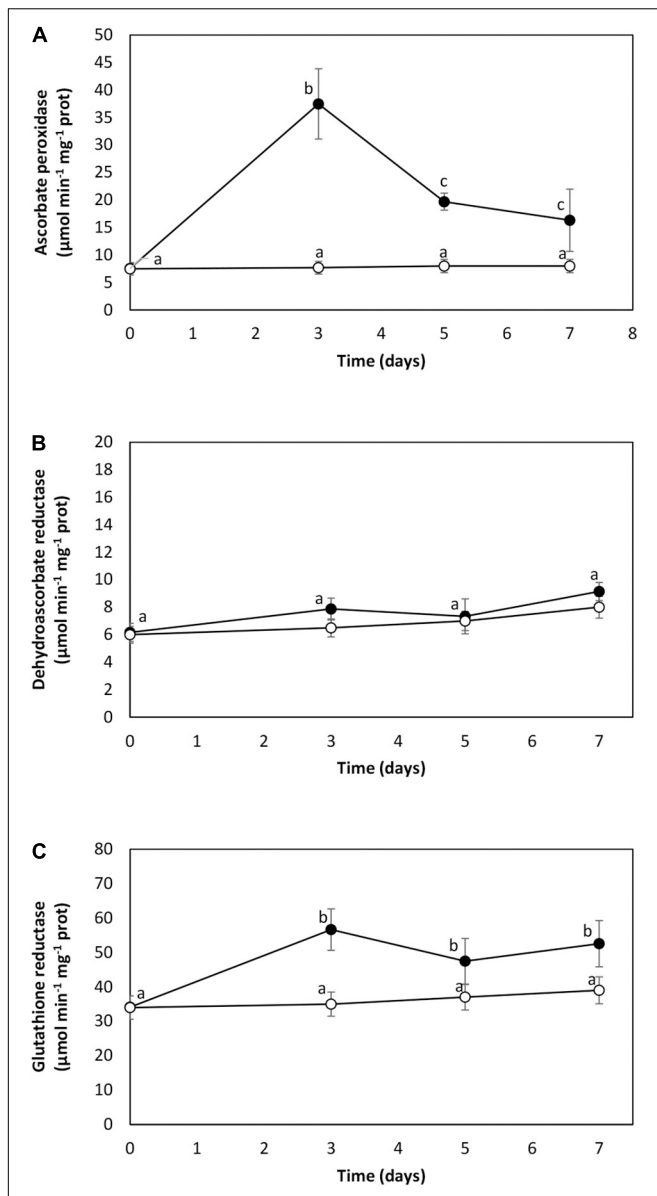 A
Ascorbate peroxidase
(µmol min⁻¹ mg⁻¹ prot)
50
45
40
35
30
25
20
15
10
5
0
a
b
c
c
a
a
a
0 1 2 3 4 5 6 7 8
Time (days)
B
Dehydroascorbate reductase
(µmol min⁻¹ mg⁻¹ prot)
20
18
16
14
12
10
8
6
4
2
0
a
a
a
a
0 1 2 3 4 5 6 7
Time (days)
C
Glutathione reductase
(µmol min⁻¹ mg⁻¹ prot)
80
70
60
50
40
30
20
10
0
a
b
b
b
a
a
a
0 1 2 3 4 5 6 7
Time (days)